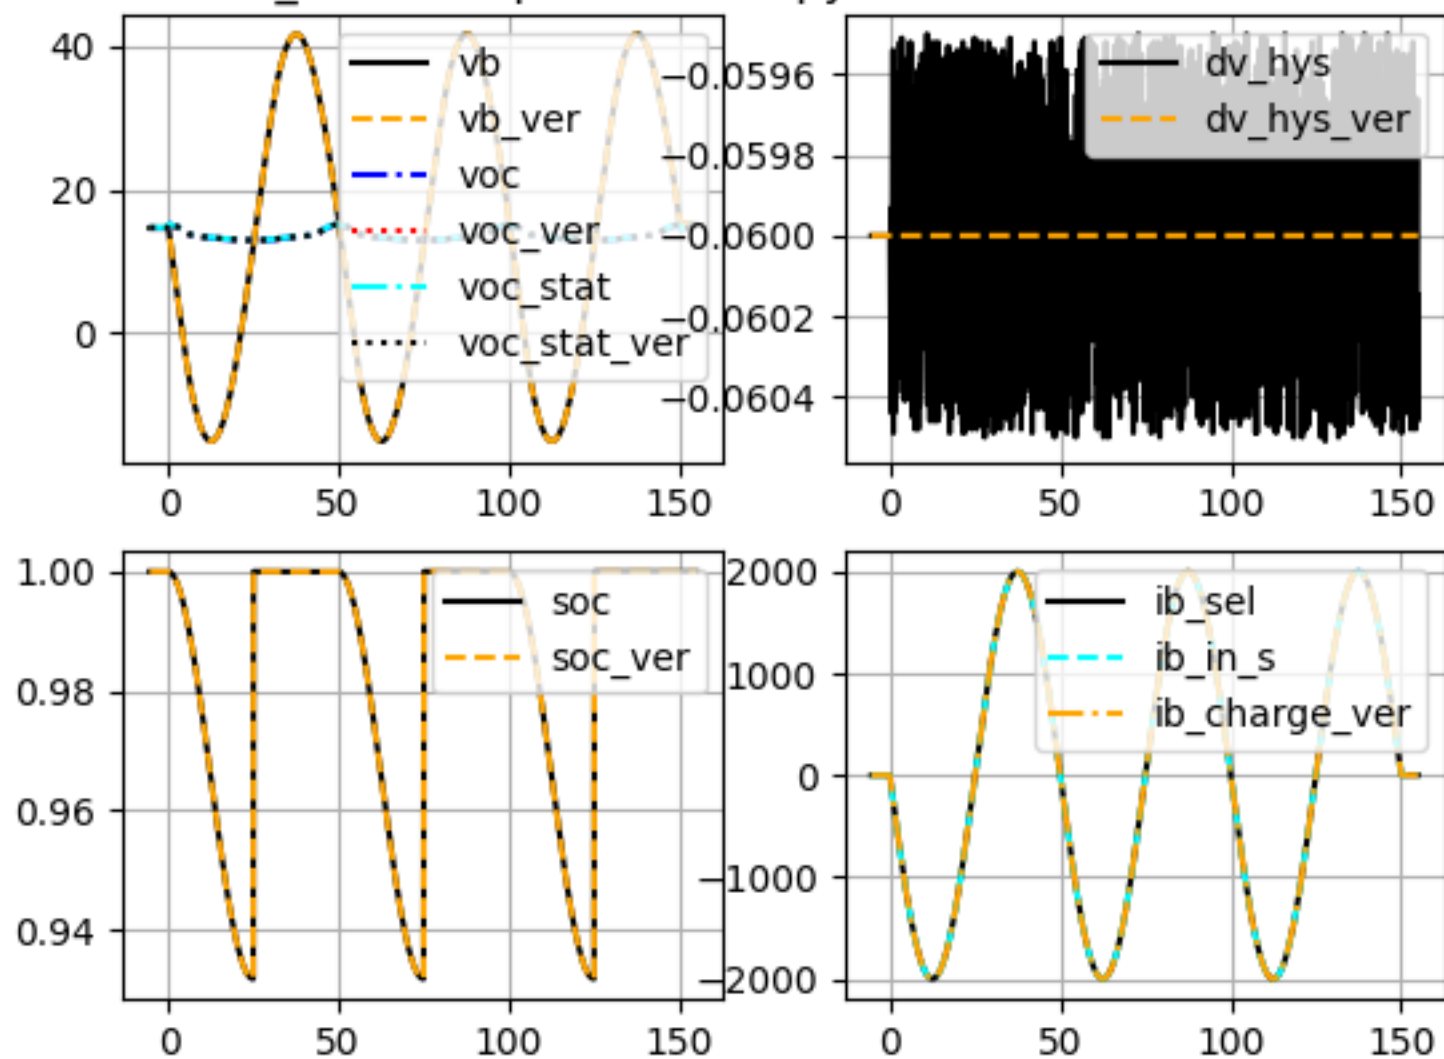 40
20
0
vb
vb_ver
voc
voc_ver
voc_stat
voc_stat_ver
0 50 100 150
−0.0596
−0.0598
−0.0600
−0.0602
−0.0604
dv_hys
dv_hys_ver
0 50 100 150
1.00
0.98
0.96
0.94
soc
soc_ver
0 50 100 150
2000
1000
0
−1000
−2000
ib_sel
ib_in_s
ib_charge_ver
0 50 100 150